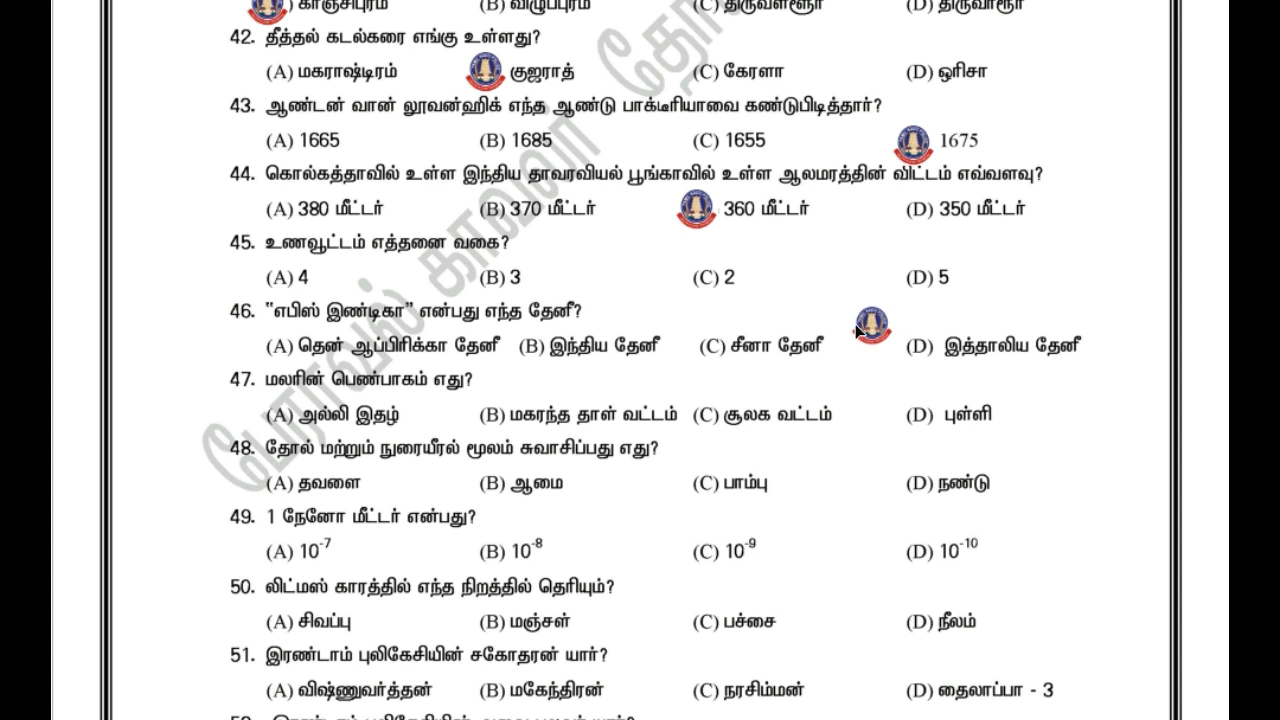 காஞ்சிபுரம் (B) விழுப்புரம் (C) திருவள்ளூர் (D) திருவாரூர்
42. தீத்தல் கடல்கரை எங்கு உள்ளது?
(A) மகராஷ்டிரம் குஜராத் (C) கேரளா (D) ஒரிசா
43. ஆண்டன் வான் லூவன்ஹிக் எந்த ஆண்டு பாக்டீரியாவை கண்டுபிடித்தார்?
(A) 1665 (B) 1685 (C) 1655 1675
44. கொல்கத்தாவில் உள்ள இந்திய தாவரவியல் பூங்காவில் உள்ள ஆலமரத்தின் விட்டம் எவ்வளவு?
(A) 380 மீட்டர் (B) 370 மீட்டர் 360 மீட்டர் (D) 350 மீட்டர்
45. உணவூட்டம் எத்தனை வகை?
(A) 4 (B) 3 (C) 2 (D) 5
46. "எபிஸ் இண்டிகா" என்பது எந்த தேனீ?
(A) தென் ஆப்பிரிக்கா தேனீ (B) இந்திய தேனீ (C) சீனா தேனீ (D) இத்தாலிய தேனீ
47. மலரின் பெண்பாகம் எது?
(A) அல்லி இதழ் (B) மகரந்த தாள் வட்டம் (C) சூலக வட்டம் (D) புள்ளி
48. தோல் மற்றும் நுரையீரல் மூலம் சுவாசிப்பது எது?
(A) தவளை (B) ஆமை (C) பாம்பு (D) நண்டு
49. 1 நேனோ மீட்டர் என்பது?
(A) 10⁻⁷ (B) 10⁻⁸ (C) 10⁻⁹ (D) 10⁻¹⁰
50. லிட்மஸ் காரத்தில் எந்த நிறத்தில் தெரியும்?
(A) சிவப்பு (B) மஞ்சள் (C) பச்சை (D) நீலம்
51. இரண்டாம் புலிகேசியின் சகோதரன் யார்?
(A) விஷ்ணுவர்த்தன் (B) மகேந்திரன் (C) நரசிம்மன் (D) தைலாப்பா - 3